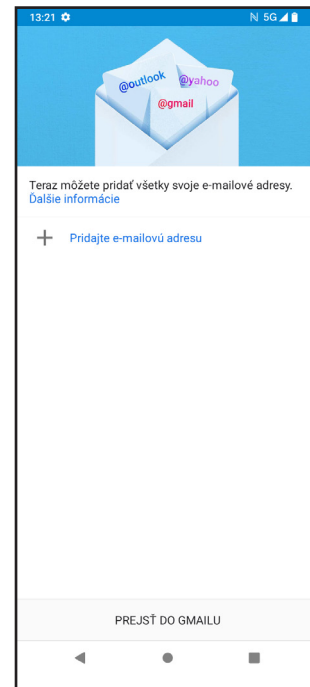 13:21 5G
@outlook @yahoo
@gmail
Teraz môžete pridať všetky svoje e-mailové adresy.
Ďalšie informácie
Pridajte e-mailovú adresu
PREJSŤ DO GMAILU